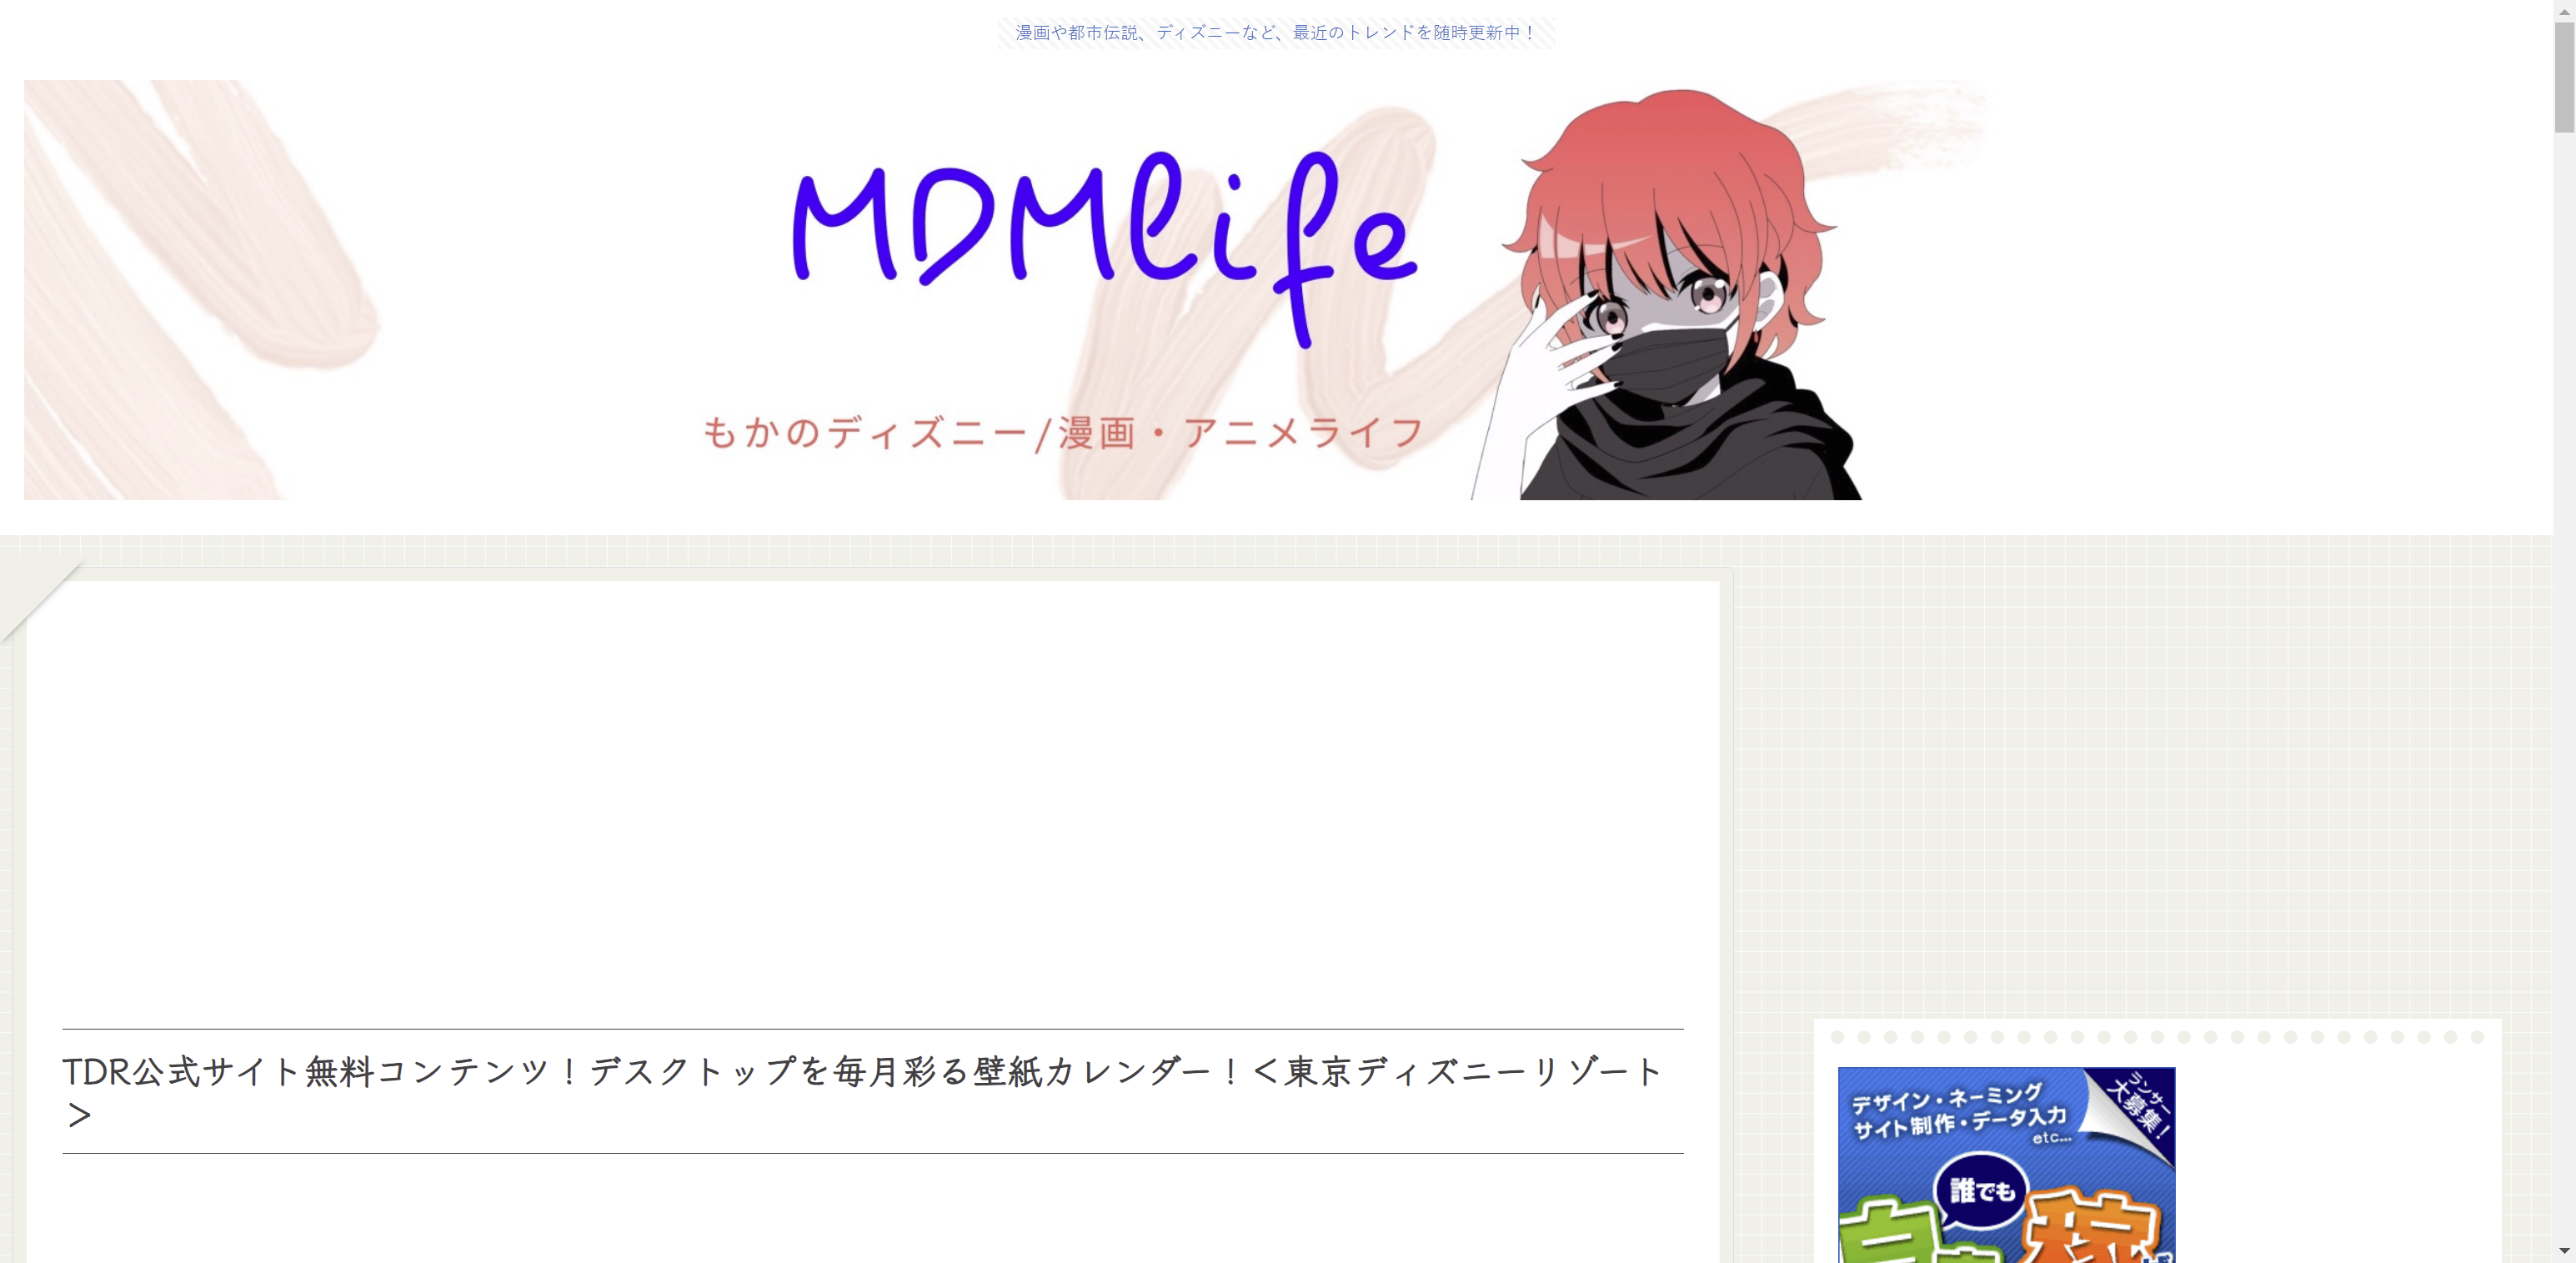 漫画や都市伝説、ディズニーなど、最近のトレンドを随時更新中！
MDMlife
もかのディズニー/漫画・アニメライフ
TDR公式サイト無料コンテンツ！デスクトップを毎月彩る壁紙カレンダー！＜東京ディズニーリゾート
＞
デザイン・ネーミング
サイト制作・データ入力
etc...
ランサー
大募集！
誰でも